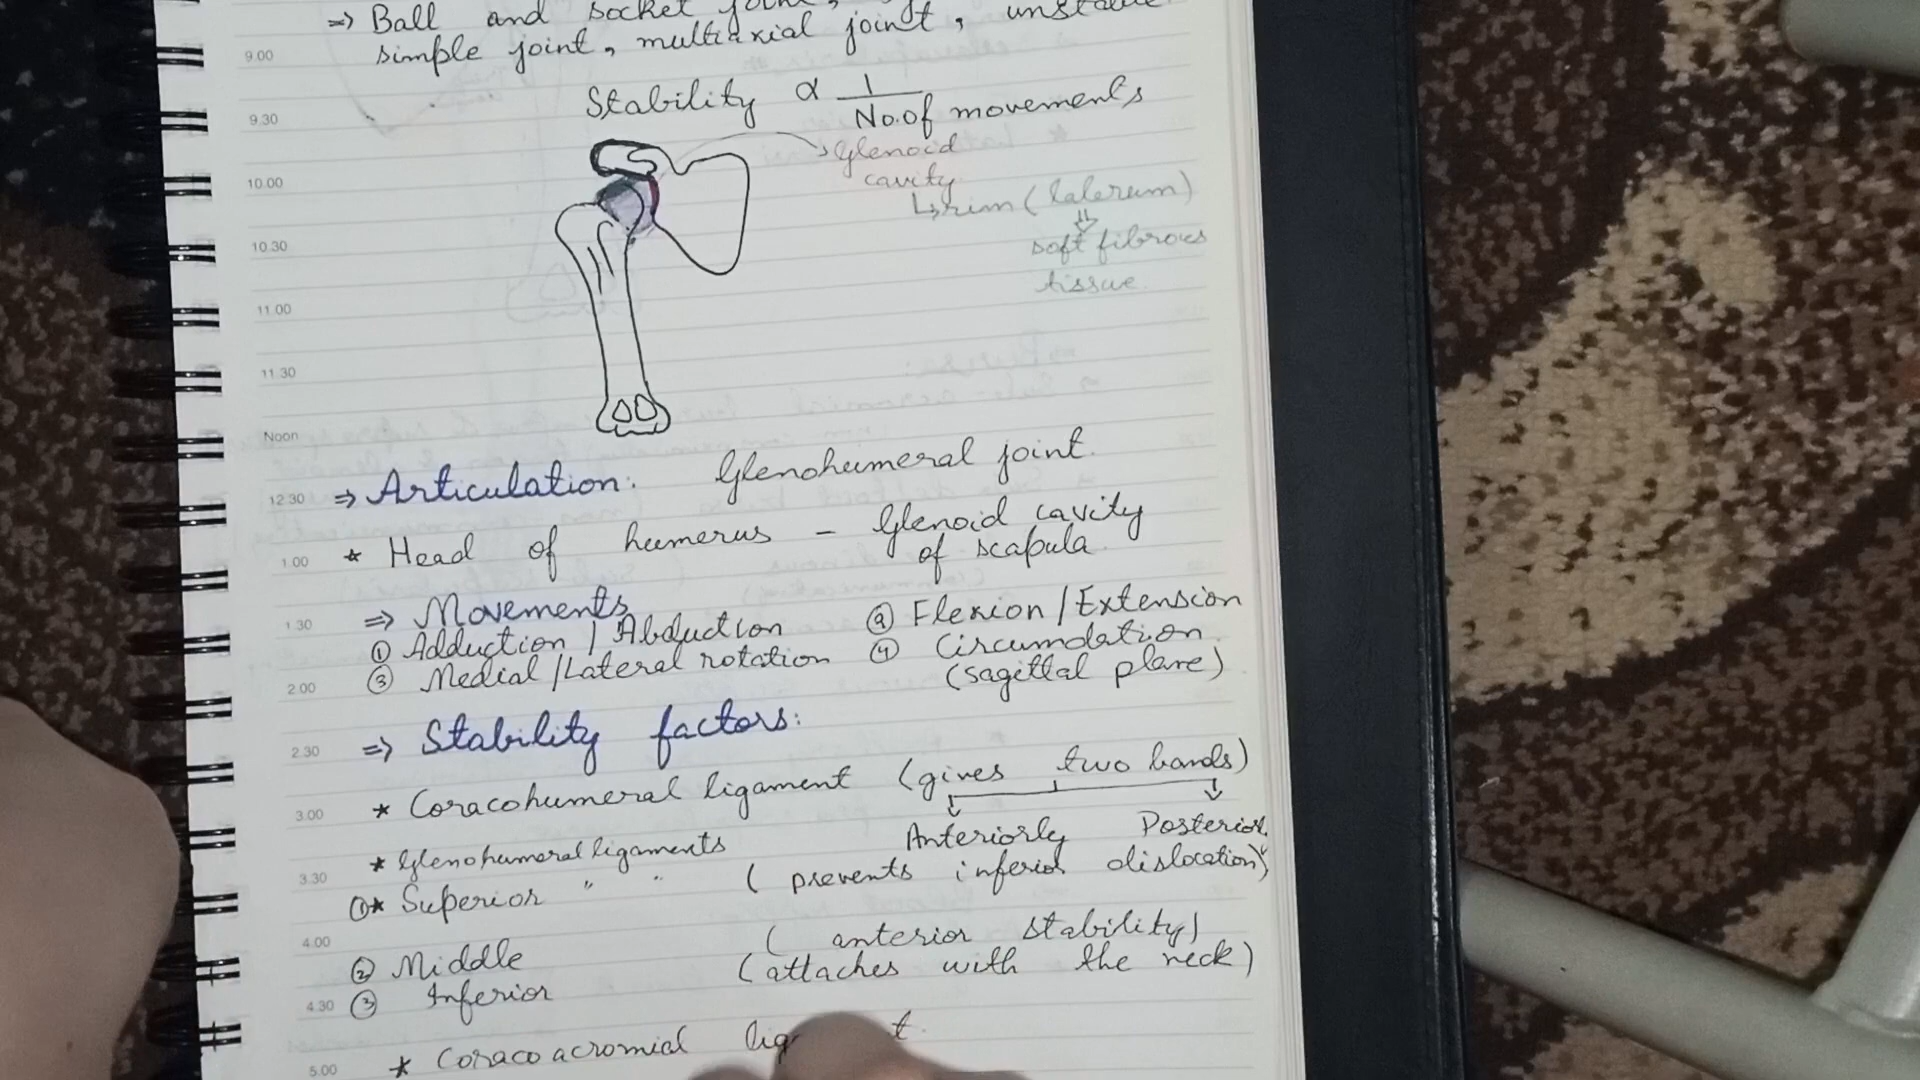 ⇒ Ball and socket joint,
simple joint, multiaxial joint, unstable
9.00
Stability ∝ 1 / No. of movements
9.30
→ Glenoid
cavity
10.00
↳ rim (laterum)
⇓
10.30
soft fibrous
tissue
11.00
11.30
Noon
12.30 ⇒ Articulation: Glenohumeral joint.
1.00 * Head of humerus - Glenoid cavity
of scapula.
1.30 ⇒ Movements
① Adduction / Abduction ② Flexion / Extension
③ Medial / Lateral rotation ④ Circumdation
2.00 (sagittal plane)
2.30 ⇒ Stability factors:
3.00 * Coracohumeral ligament (gives two bands)
Anteriorly Posterior
* Glenohumeral ligaments
3.30 ①* Superior " " (prevents inferior dislocation)
4.00 ② Middle (anterior stability)
4.30 ③ Inferior (attaches with the neck)
5.00 * Coracoacromial